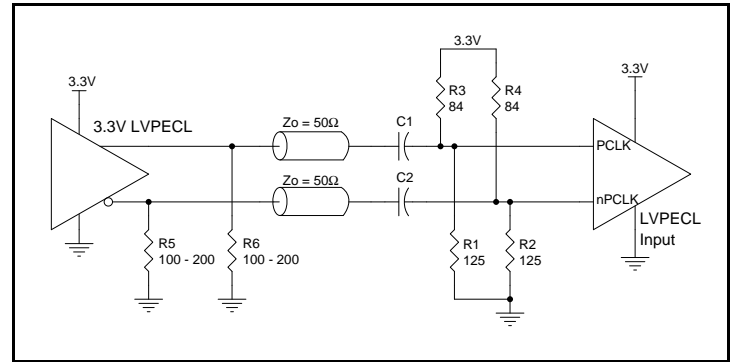 3.3V
3.3V LVPECL
R5
100 - 200
R6
100 - 200
Zo = 50Ω
Zo = 50Ω
C1
C2
3.3V
R3
84
R4
84
R1
125
R2
125
3.3V
PCLK
nPCLK
LVPECL
Input